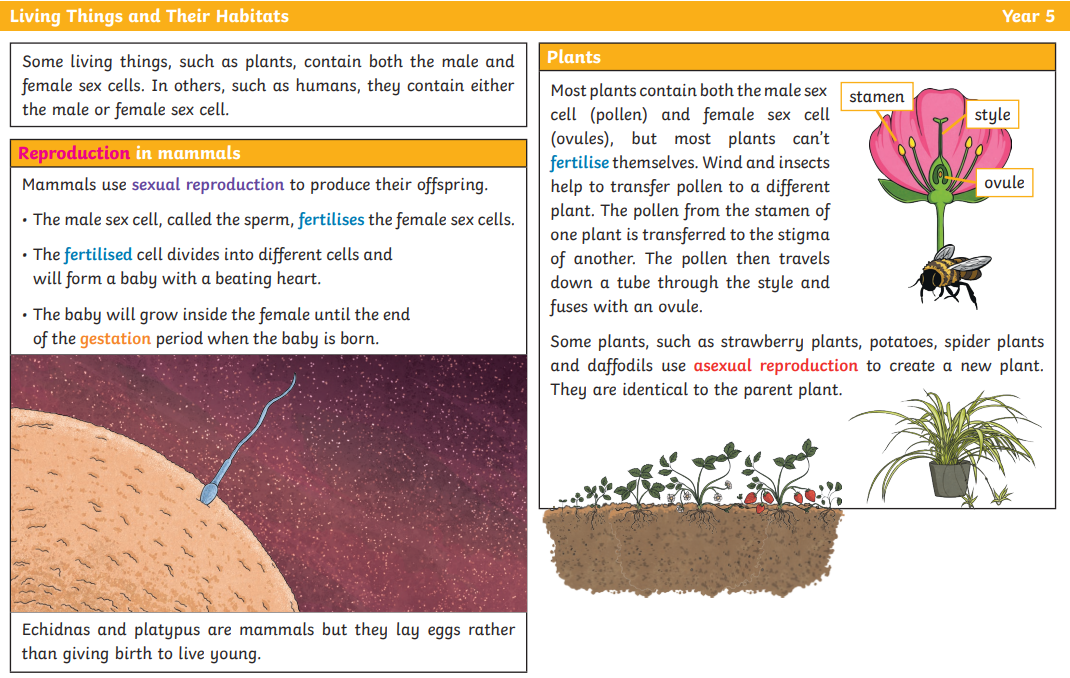 Living Things and Their Habitats
Year 5
Some living things, such as plants, contain both the male and
female sex cells. In others, such as humans, they contain either
the male or female sex cell.
Reproduction in mammals
Mammals use sexual reproduction to produce their offspring.
• The male sex cell, called the sperm, fertilises the female sex cells.
• The fertilised cell divides into different cells and
will form a baby with a beating heart.
• The baby will grow inside the female until the end
of the gestation period when the baby is born.
Echidnas and platypus are mammals but they lay eggs rather
than giving birth to live young.
Plants
Most plants contain both the male sex
cell (pollen) and female sex cell
(ovules), but most plants can't
fertilise themselves. Wind and insects
help to transfer pollen to a different
plant. The pollen from the stamen of
one plant is transferred to the stigma
of another. The pollen then travels
down a tube through the style and
fuses with an ovule.
stamen
style
ovule
Some plants, such as strawberry plants, potatoes, spider plants
and daffodils use asexual reproduction to create a new plant.
They are identical to the parent plant.